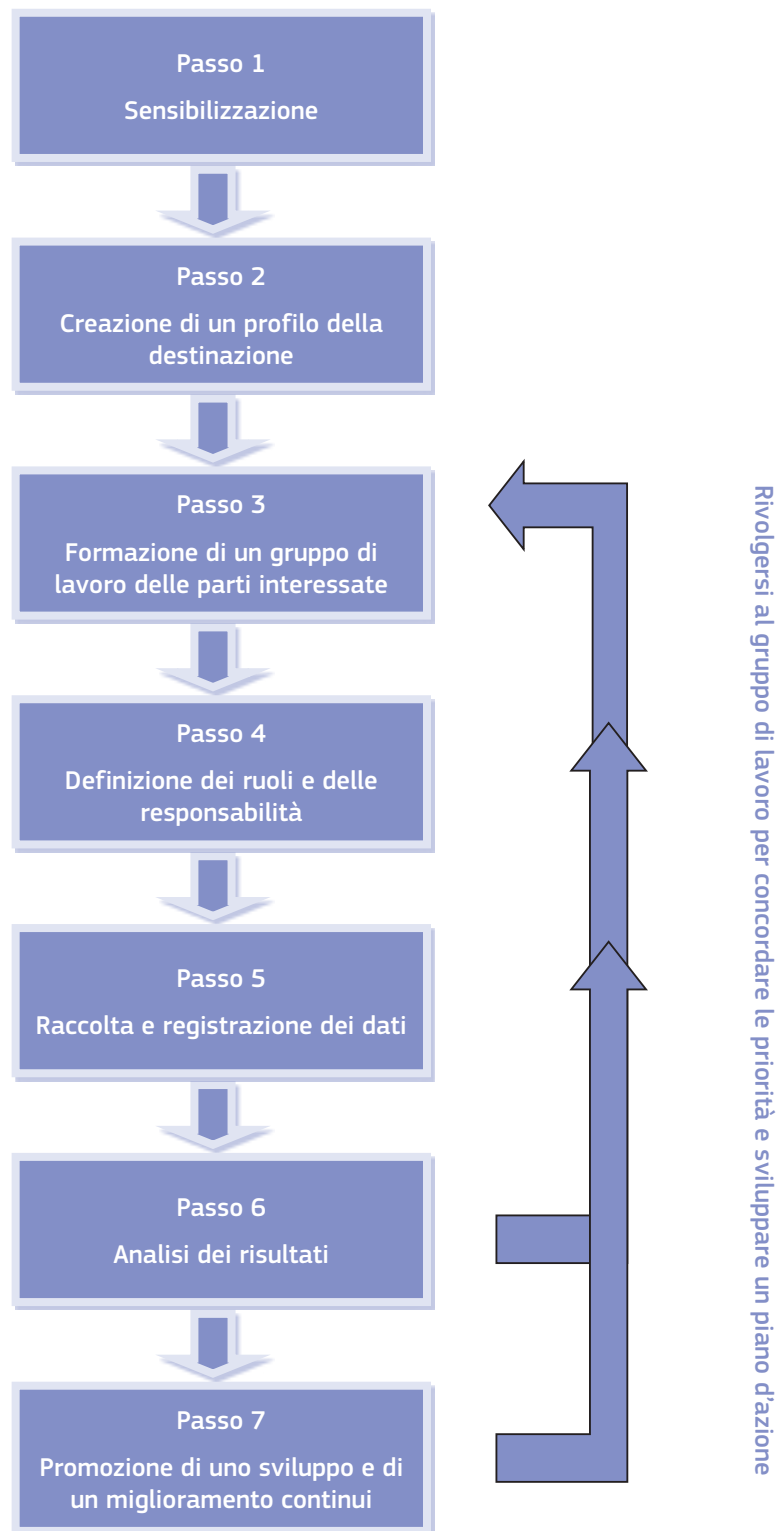 Passo 1
Sensibilizzazione
Passo 2
Creazione di un profilo della
destinazione
Passo 3
Formazione di un gruppo di
lavoro delle parti interessate
Passo 4
Definizione dei ruoli e delle
responsabilità
Passo 5
Raccolta e registrazione dei dati
Passo 6
Analisi dei risultati
Passo 7
Promozione di uno sviluppo e di
un miglioramento continui
Rivolgersi al gruppo di lavoro per concordare le priorità e sviluppare un piano d’azione